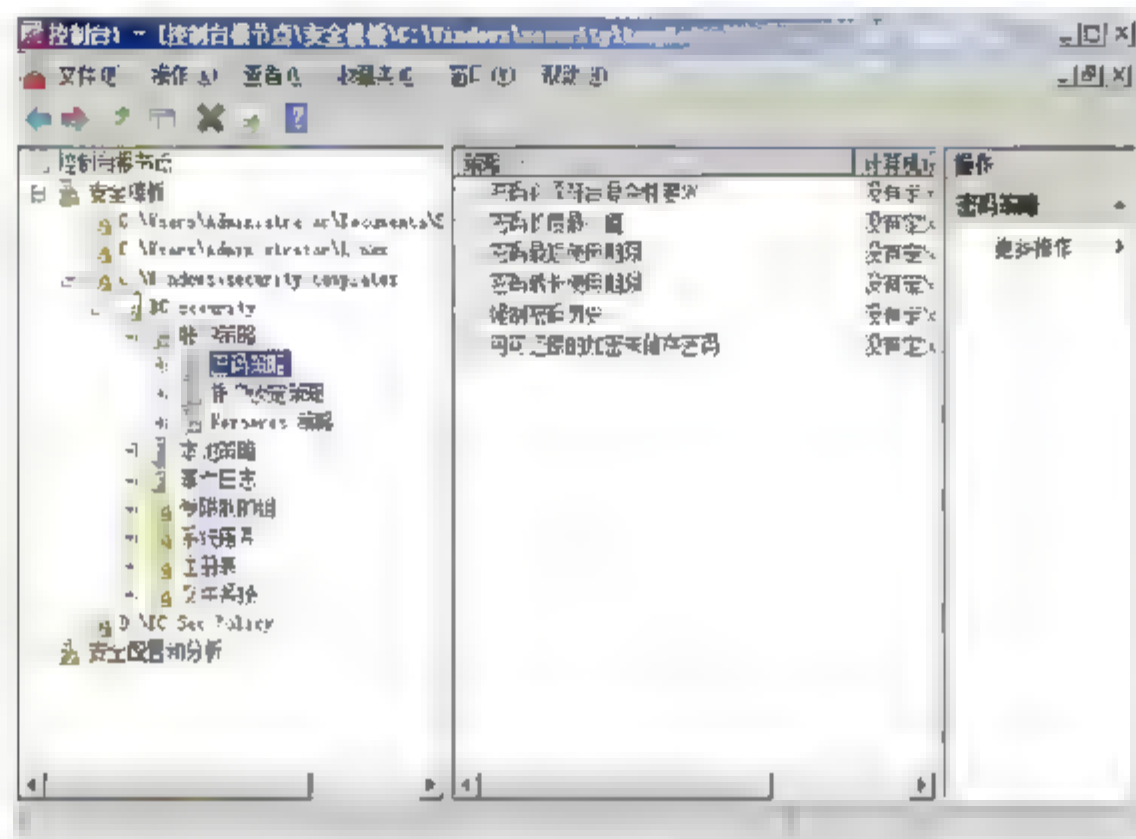 控制台1 - [控制台根节点\安全模板\C:\Windows\security\templ
文件(F) 操作(A) 查看(V) 收藏夹(O) 窗口(W) 帮助(H)
控制台根节点
安全模板
C:\Users\Administrator\Documents\S
C:\Users\Administrator\
C:\Windows\security\templates
DC security
账户策略
密码策略
帐户锁定策略
Kerberos 策略
本地策略
事件日志
受限制的组
系统服务
注册表
文件系统
D:\DC Sec Policy
安全配置和分析
策略 计算机设
密码必须符合复杂性要求 没有定义
密码长度最小值 没有定义
密码最短使用期限 没有定义
密码最长使用期限 没有定义
强制密码历史 没有定义
用可还原的加密来储存密码 没有定义
操作
密码策略
更多操作